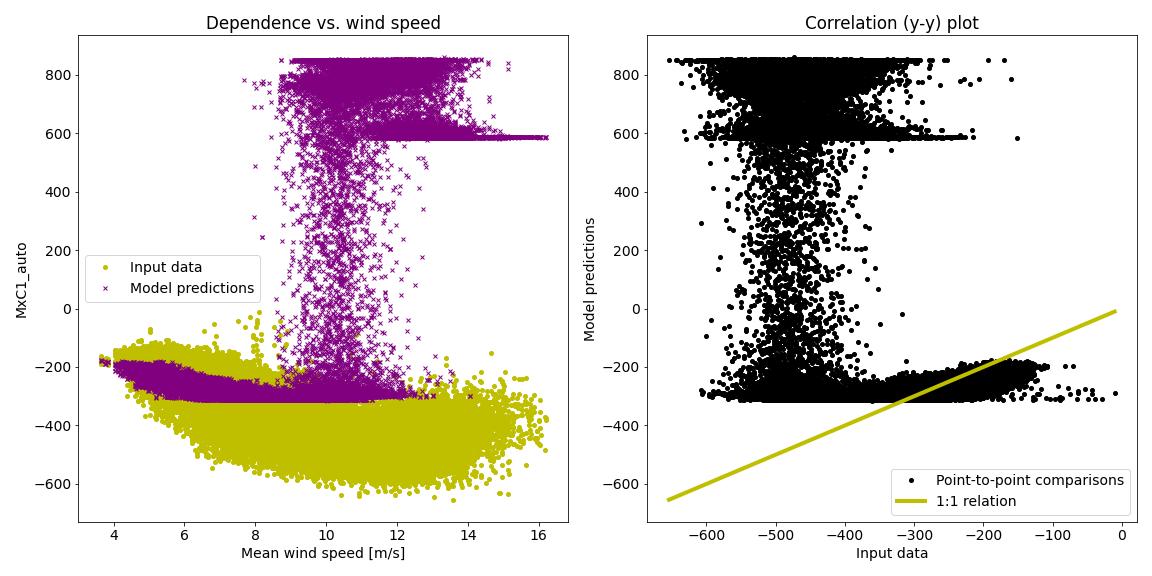 Dependence vs. wind speed
MxC1_auto
800
600
400
200
0
−200
−400
−600
Input data
Model predictions
4 6 8 10 12 14 16
Mean wind speed [m/s]
Correlation (y-y) plot
Model predictions
800
600
400
200
0
−200
−400
−600
Point-to-point comparisons
1:1 relation
−600 −500 −400 −300 −200 −100 0
Input data